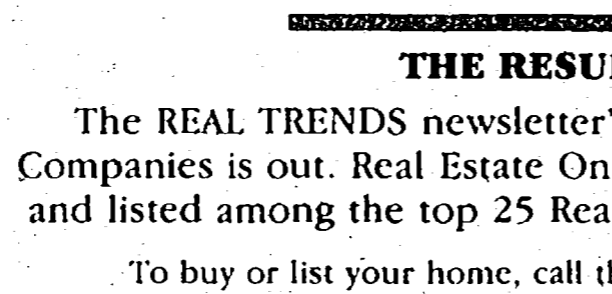 THE RESU
The REAL TRENDS newsletter'
Companies is out. Real Estate On
and listed among the top 25 Rea
To buy or list your home, call th